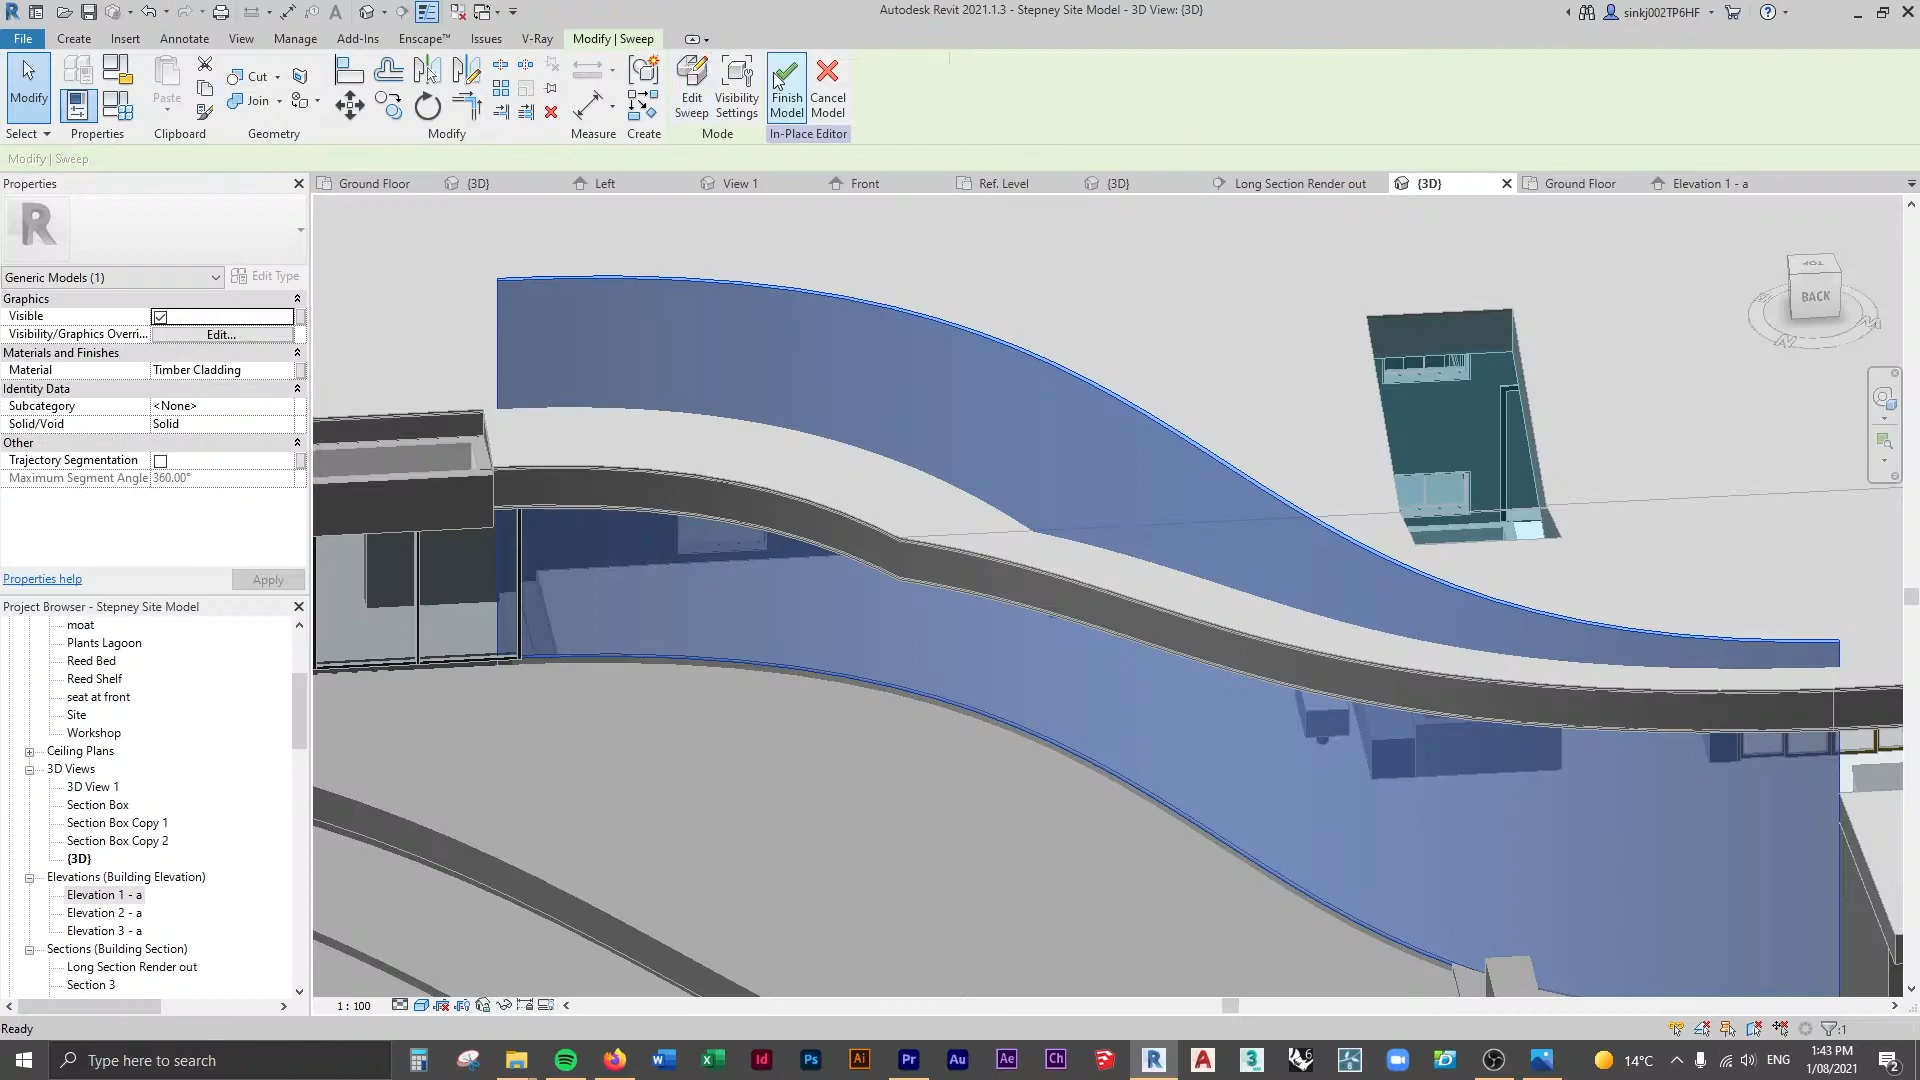 Autodesk Revit 2021.1.3 - Stepney Site Model - 3D View: {3D}
sinkj002TP6HF
File
Create
Insert
Annotate
View
Manage
Add-Ins
Enscape™
Issues
V-Ray
Modify | Sweep
Modify
Paste
Cut
Join
Edit Sweep
Visibility Settings
Finish Model
Cancel Model
Select
Properties
Clipboard
Geometry
Modify
Measure
Create
Mode
In-Place Editor
Modify | Sweep
Properties
Ground Floor
{3D}
Left
View 1
Front
Ref. Level
{3D}
Long Section Render out
{3D}
Ground Floor
Elevation 1 - a
Generic Models (1)
Edit Type
Graphics
Visible
Visibility/Graphics Overri...
Edit...
Materials and Finishes
Material
Timber Cladding
Identity Data
Subcategory
<None>
Solid/Void
Solid
Other
Trajectory Segmentation
Maximum Segment Angle
360.00°
Properties help
Apply
Project Browser - Stepney Site Model
moat
Plants Lagoon
Reed Bed
Reed Shelf
seat at front
Site
Workshop
Ceiling Plans
3D Views
3D View 1
Section Box
Section Box Copy 1
Section Box Copy 2
{3D}
Elevations (Building Elevation)
Elevation 1 - a
Elevation 2 - a
Elevation 3 - a
Sections (Building Section)
Long Section Render out
Section 3
TOP
BACK
1 : 100
Ready
:1
Type here to search
14°C
ENG
1:43 PM
1/08/2021